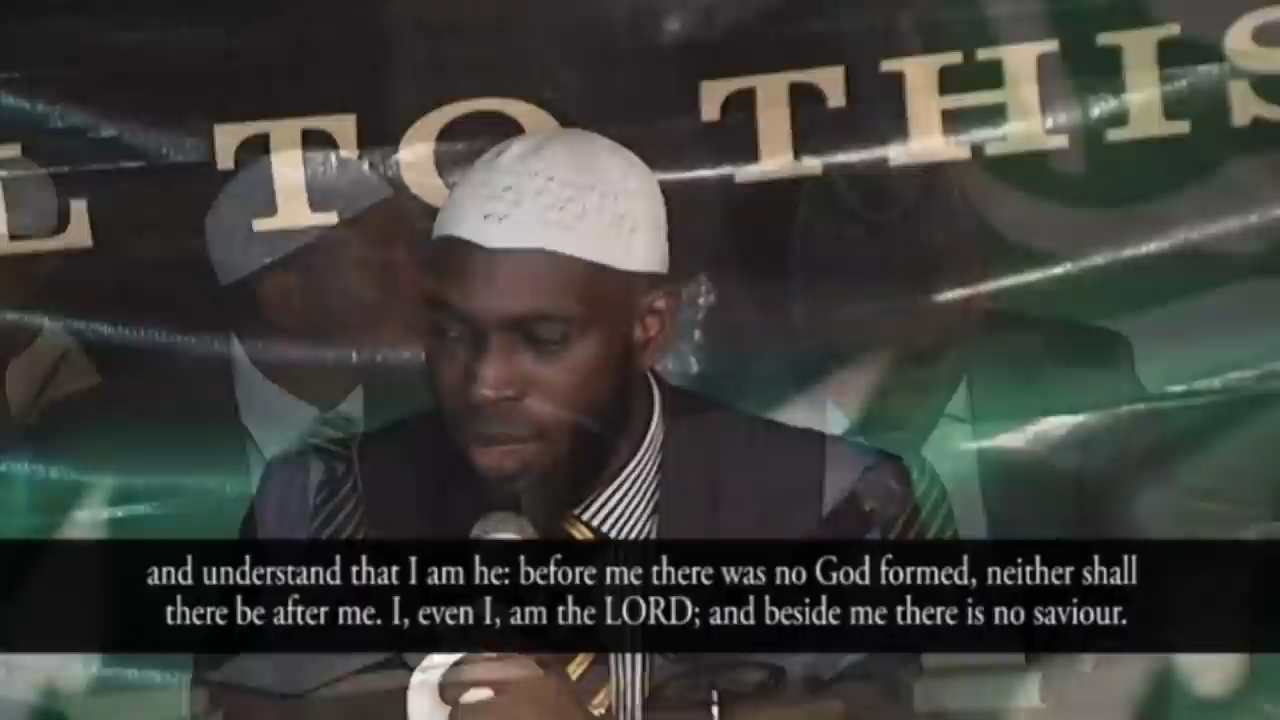 E TO THIS
and understand that I am he: before me there was no God formed, neither shall
there be after me. I, even I, am the LORD; and beside me there is no saviour.